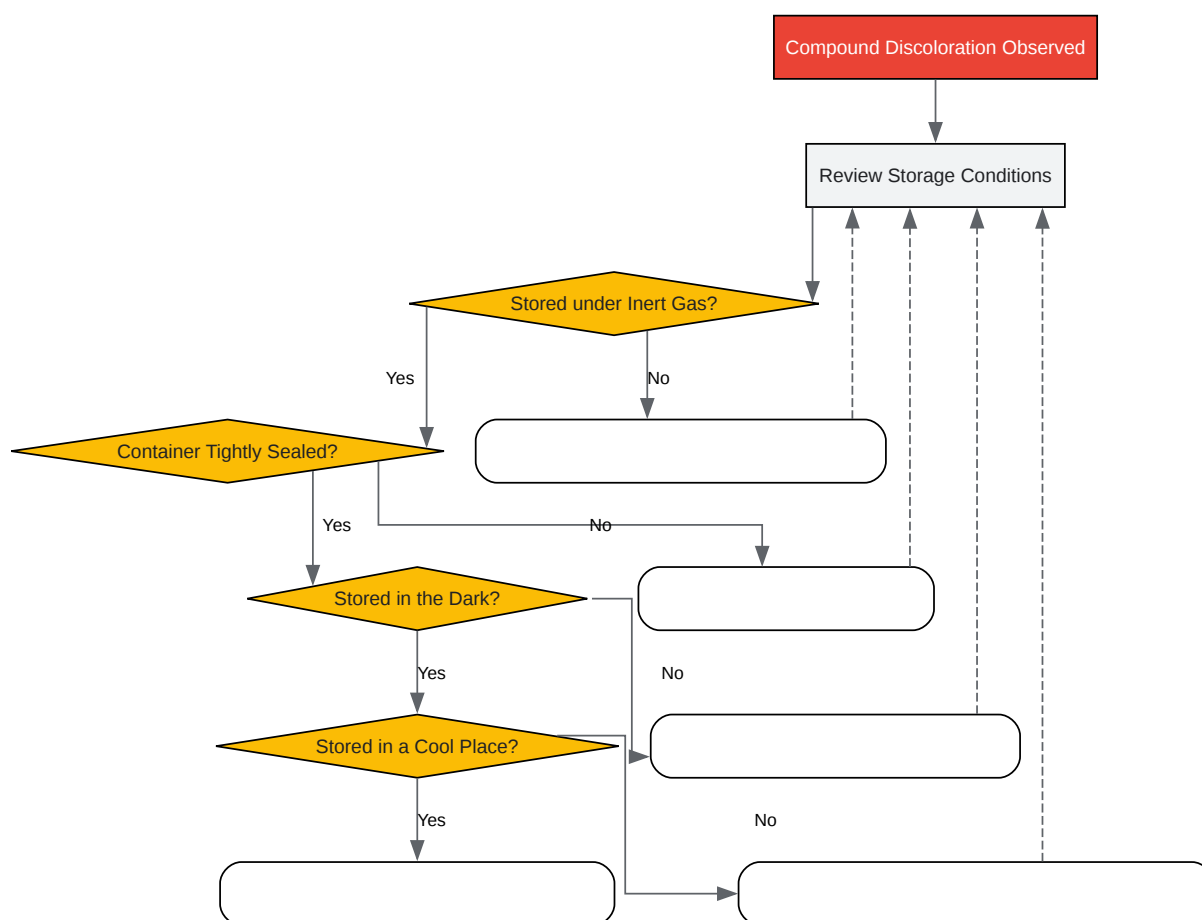 Compound Discoloration Observed
Review Storage Conditions
Stored under Inert Gas?
Yes
No
Container Tightly Sealed?
Yes
No
Stored in the Dark?
Yes
No
Stored in a Cool Place?
Yes
No